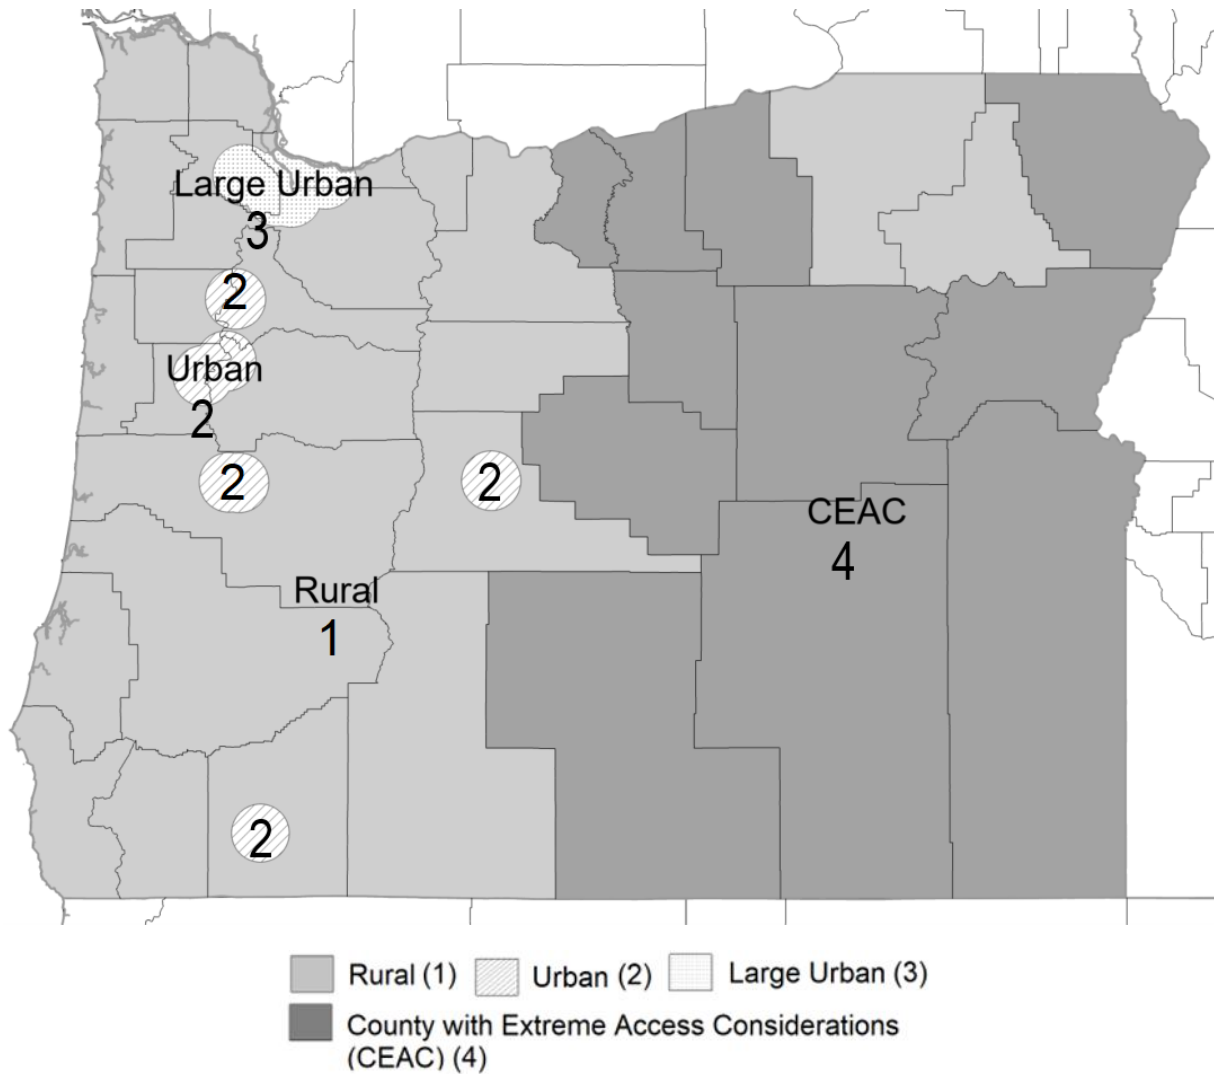 Large Urban
3
2
Urban
2
2
2
CEAC
4
Rural
1
2
Rural (1)
Urban (2)
Large Urban (3)
County with Extreme Access Considerations
(CEAC) (4)